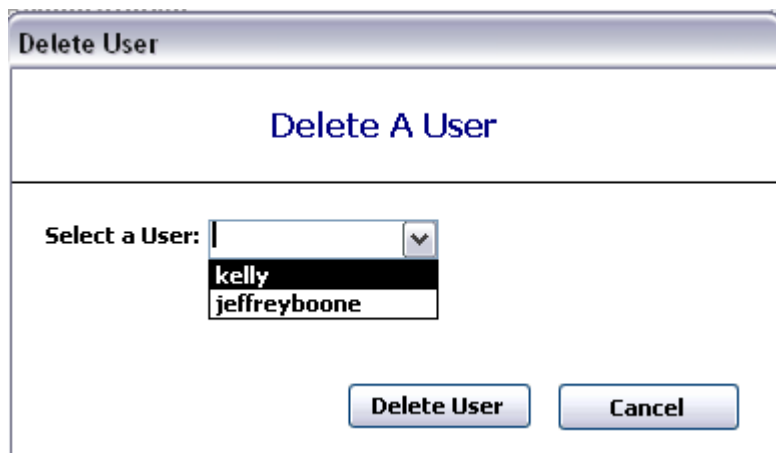 Delete User
Delete A User
Select a User:
kelly
jeffreyboone
Delete User Cancel